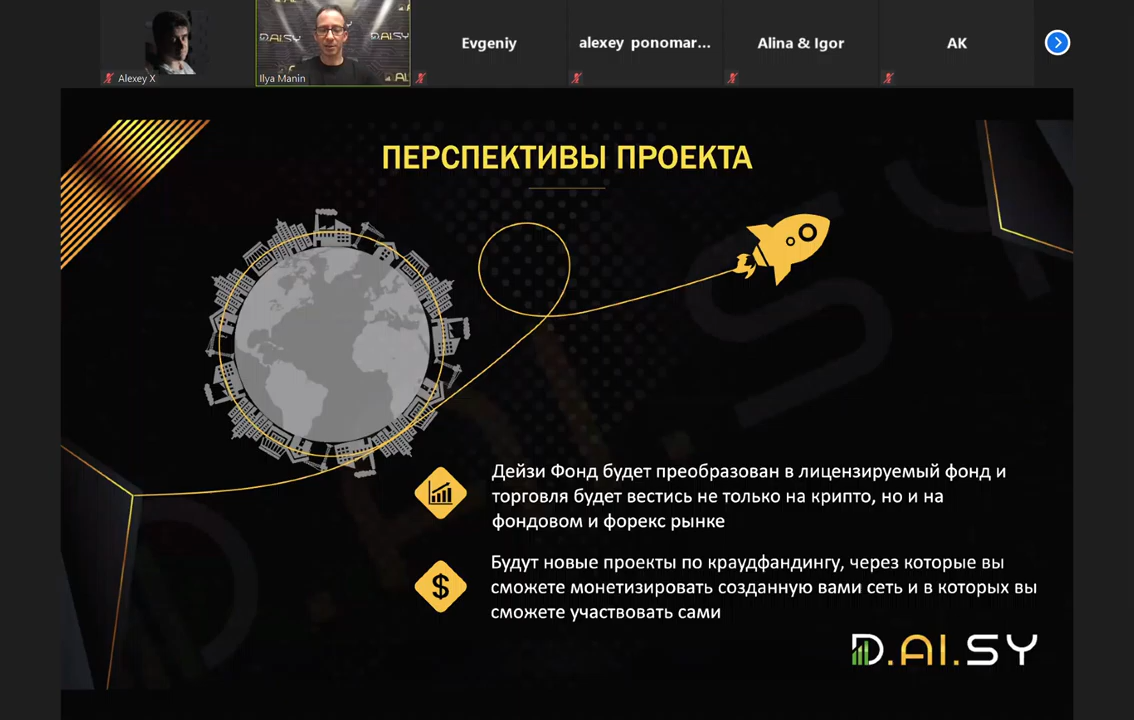 Evgeniy
alexey ponomar...
Alina & Igor
AK
Alexey X
Ilya Manin
ПЕРСПЕКТИВЫ ПРОЕКТА
Дейзи Фонд будет преобразован в лицензируемый фонд и
торговля будет вестись не только на крипто, но и на
фондовом и форекс рынке
Будут новые проекты по краудфандингу, через которые вы
сможете монетизировать созданную вами сеть и в которых вы
сможете участвовать сами
D.AI.SY